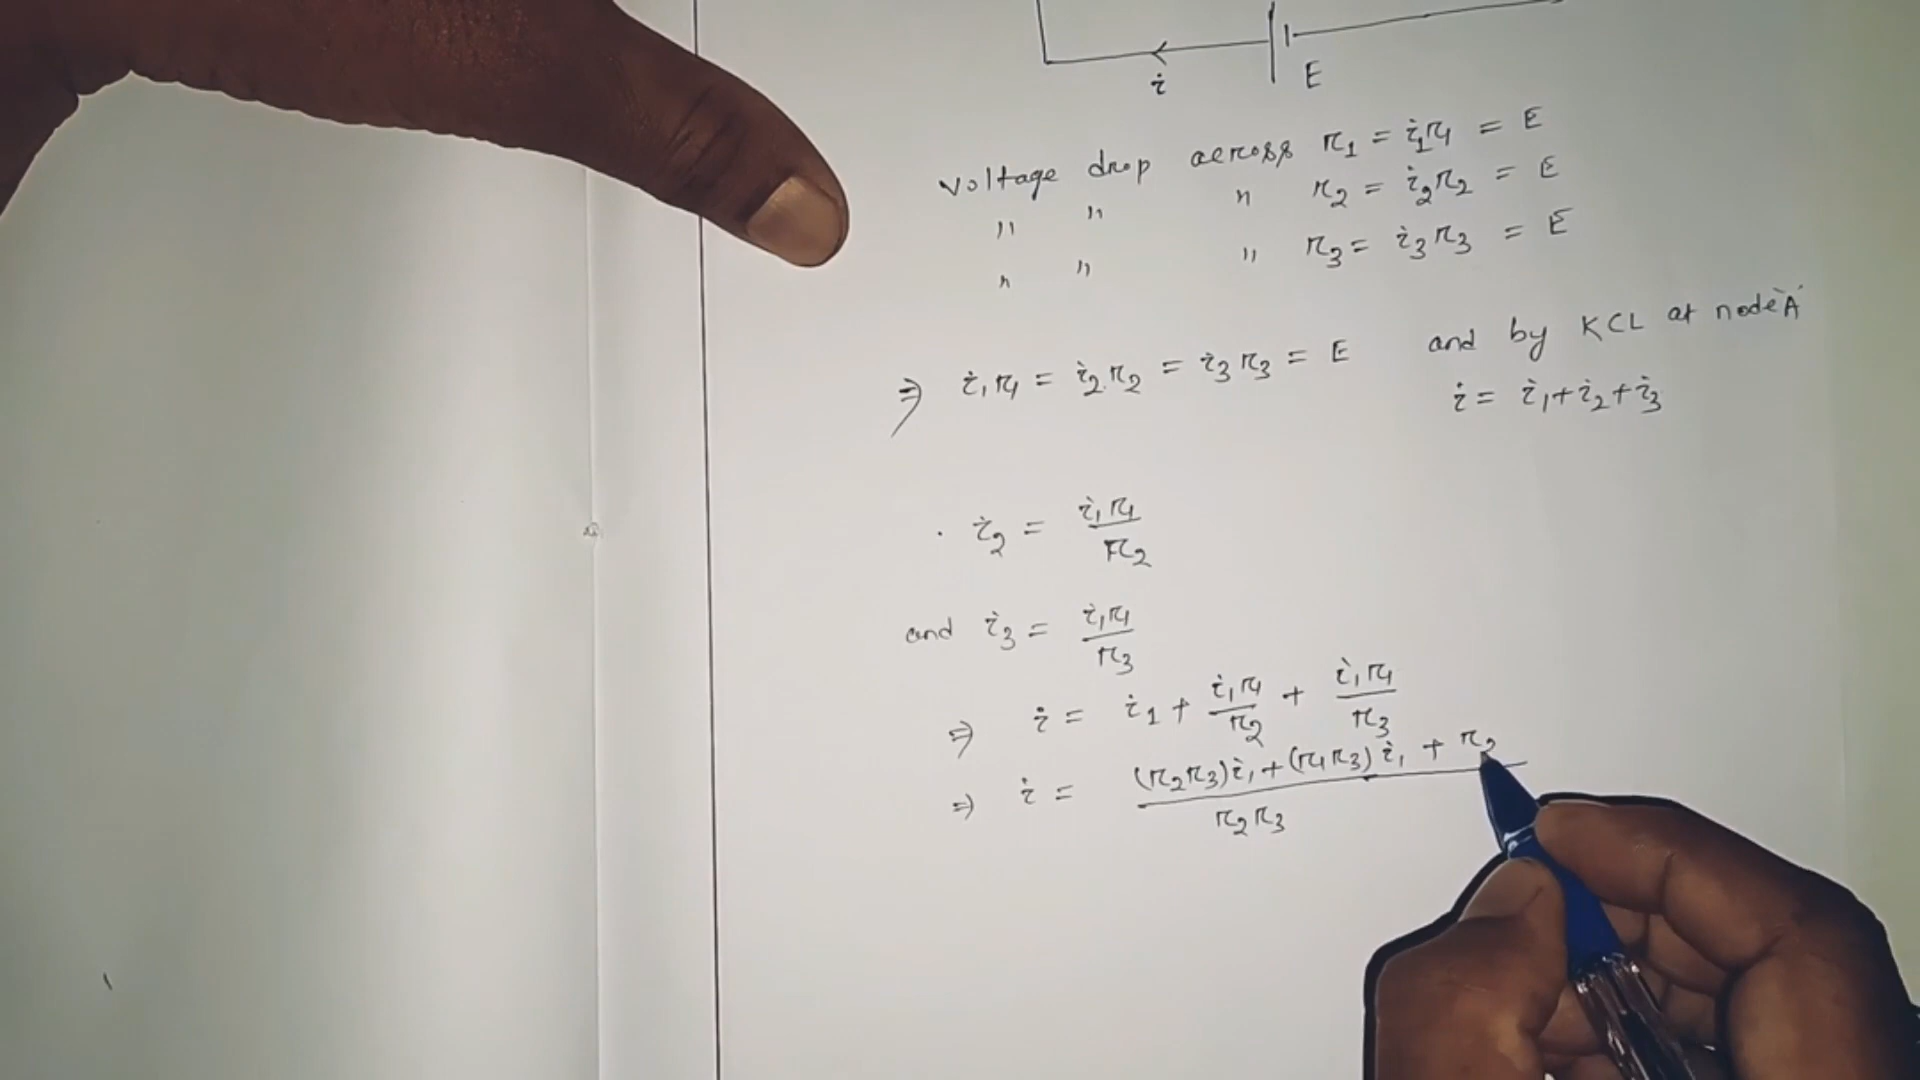 i E
voltage drop across r1 = i1r1 = E
" " " r2 = i2r2 = E
" " " r3 = i3r3 = E
⇒ i1r1 = i2r2 = i3r3 = E and by KCL at node 'A'
i = i1+i2+i3
. i2 = i1r1/r2
and i3 = i1r1/r3
⇒ i = i1 + i1r1/r2 + i1r1/r3
⇒ i = (r2r3)i1+(r1r3)i1 + r2/r2r3